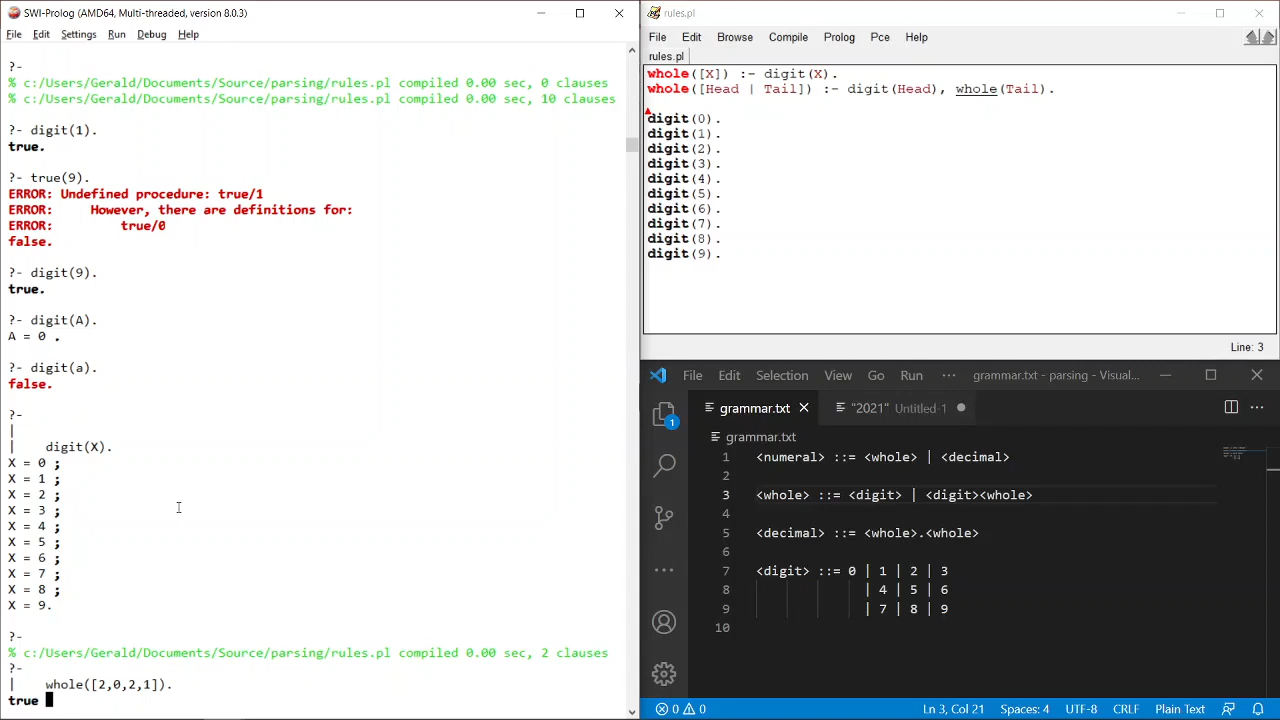 SWI-Prolog (AMD64, Multi-threaded, version 8.0.3)
File Edit Settings Run Debug Help
?-
% c:/Users/Gerald/Documents/Source/parsing/rules.pl compiled 0.00 sec, 0 clauses
% c:/Users/Gerald/Documents/Source/parsing/rules.pl compiled 0.00 sec, 10 clauses
?- digit(1).
true.
?- true(9).
ERROR: Undefined procedure: true/1
ERROR:     However, there are definitions for:
ERROR:         true/0
false.
?- digit(9).
true.
?- digit(A).
A = 0 .
?- digit(a).
false.
?-
|
|    digit(X).
X = 0 ;
X = 1 ;
X = 2 ;
X = 3 ;
X = 4 ;
X = 5 ;
X = 6 ;
X = 7 ;
X = 8 ;
X = 9.
?-
% c:/Users/Gerald/Documents/Source/parsing/rules.pl compiled 0.00 sec, 2 clauses
?-
|    whole([2,0,2,1]).
true
rules.pl
File Edit Browse Compile Prolog Pce Help
rules.pl
whole([X]) :- digit(X).
whole([Head | Tail]) :- digit(Head), whole(Tail).
digit(0).
digit(1).
digit(2).
digit(3).
digit(4).
digit(5).
digit(6).
digit(7).
digit(8).
digit(9).
Line: 3
File Edit Selection View Go Run ··· grammar.txt - parsing - Visual...
1
grammar.txt "2021" Untitled-1 ···
grammar.txt
1 <numeral> ::= <whole> | <decimal>
2
3 <whole> ::= <digit> | <digit><whole>
4
5 <decimal> ::= <whole>.<whole>
6
7 <digit> ::= 0 | 1 | 2 | 3
8 | 4 | 5 | 6
9 | 7 | 8 | 9
10
0 0 Ln 3, Col 21 Spaces: 4 UTF-8 CRLF Plain Text